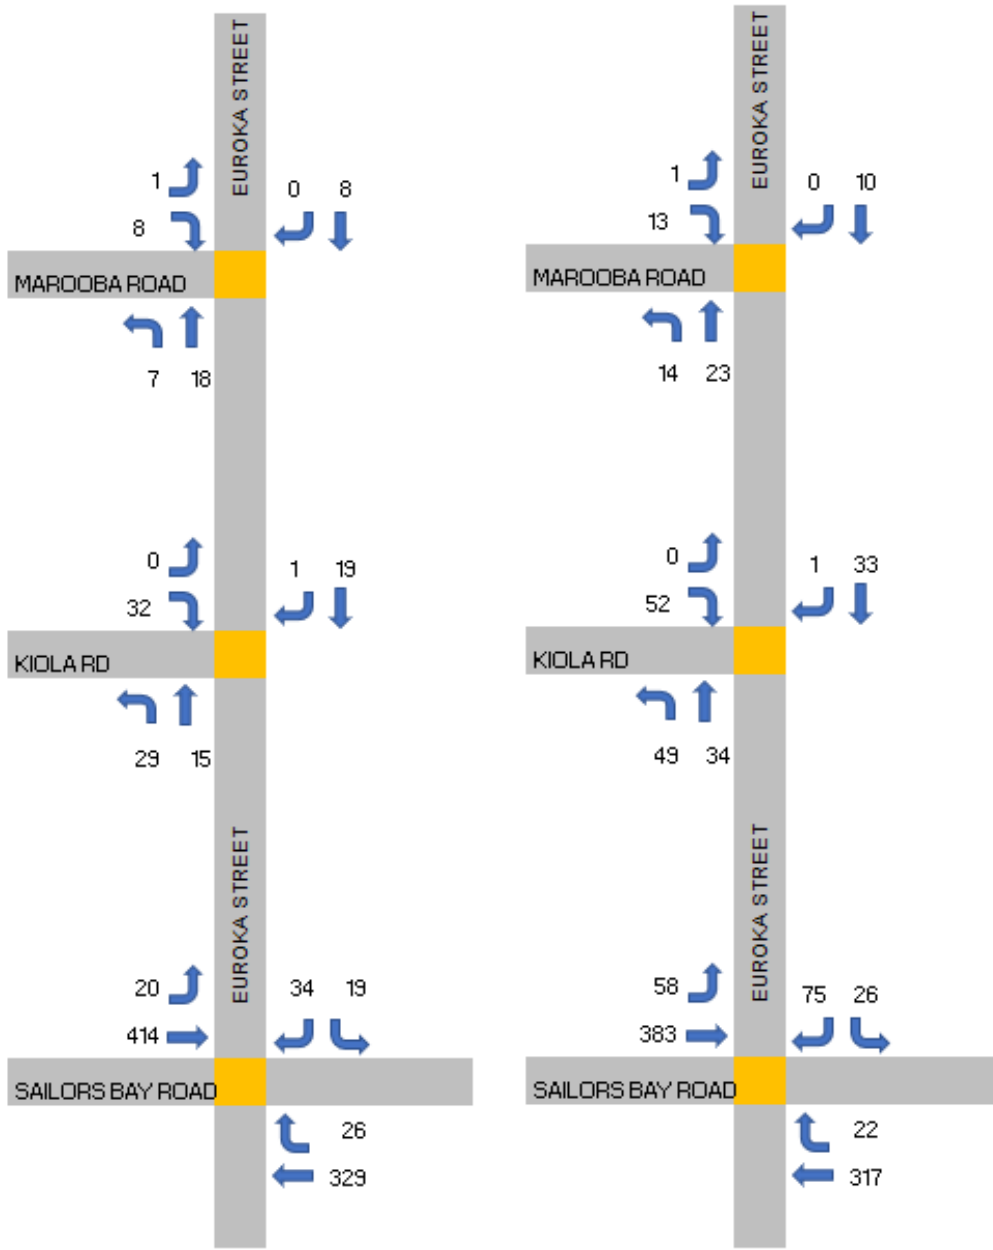 EUROKA STREET
1
0 8
8
MAROOBA ROAD
7 18
0
1 19
32
KIOLA RD
29 15
EUROKA STREET
20
34 19
414
SAILORS BAY ROAD
26
329
EUROKA STREET
1
0 10
13
MAROOBA ROAD
14 23
0
1 33
52
KIOLA RD
49 34
EUROKA STREET
58
75 26
383
SAILORS BAY ROAD
22
317